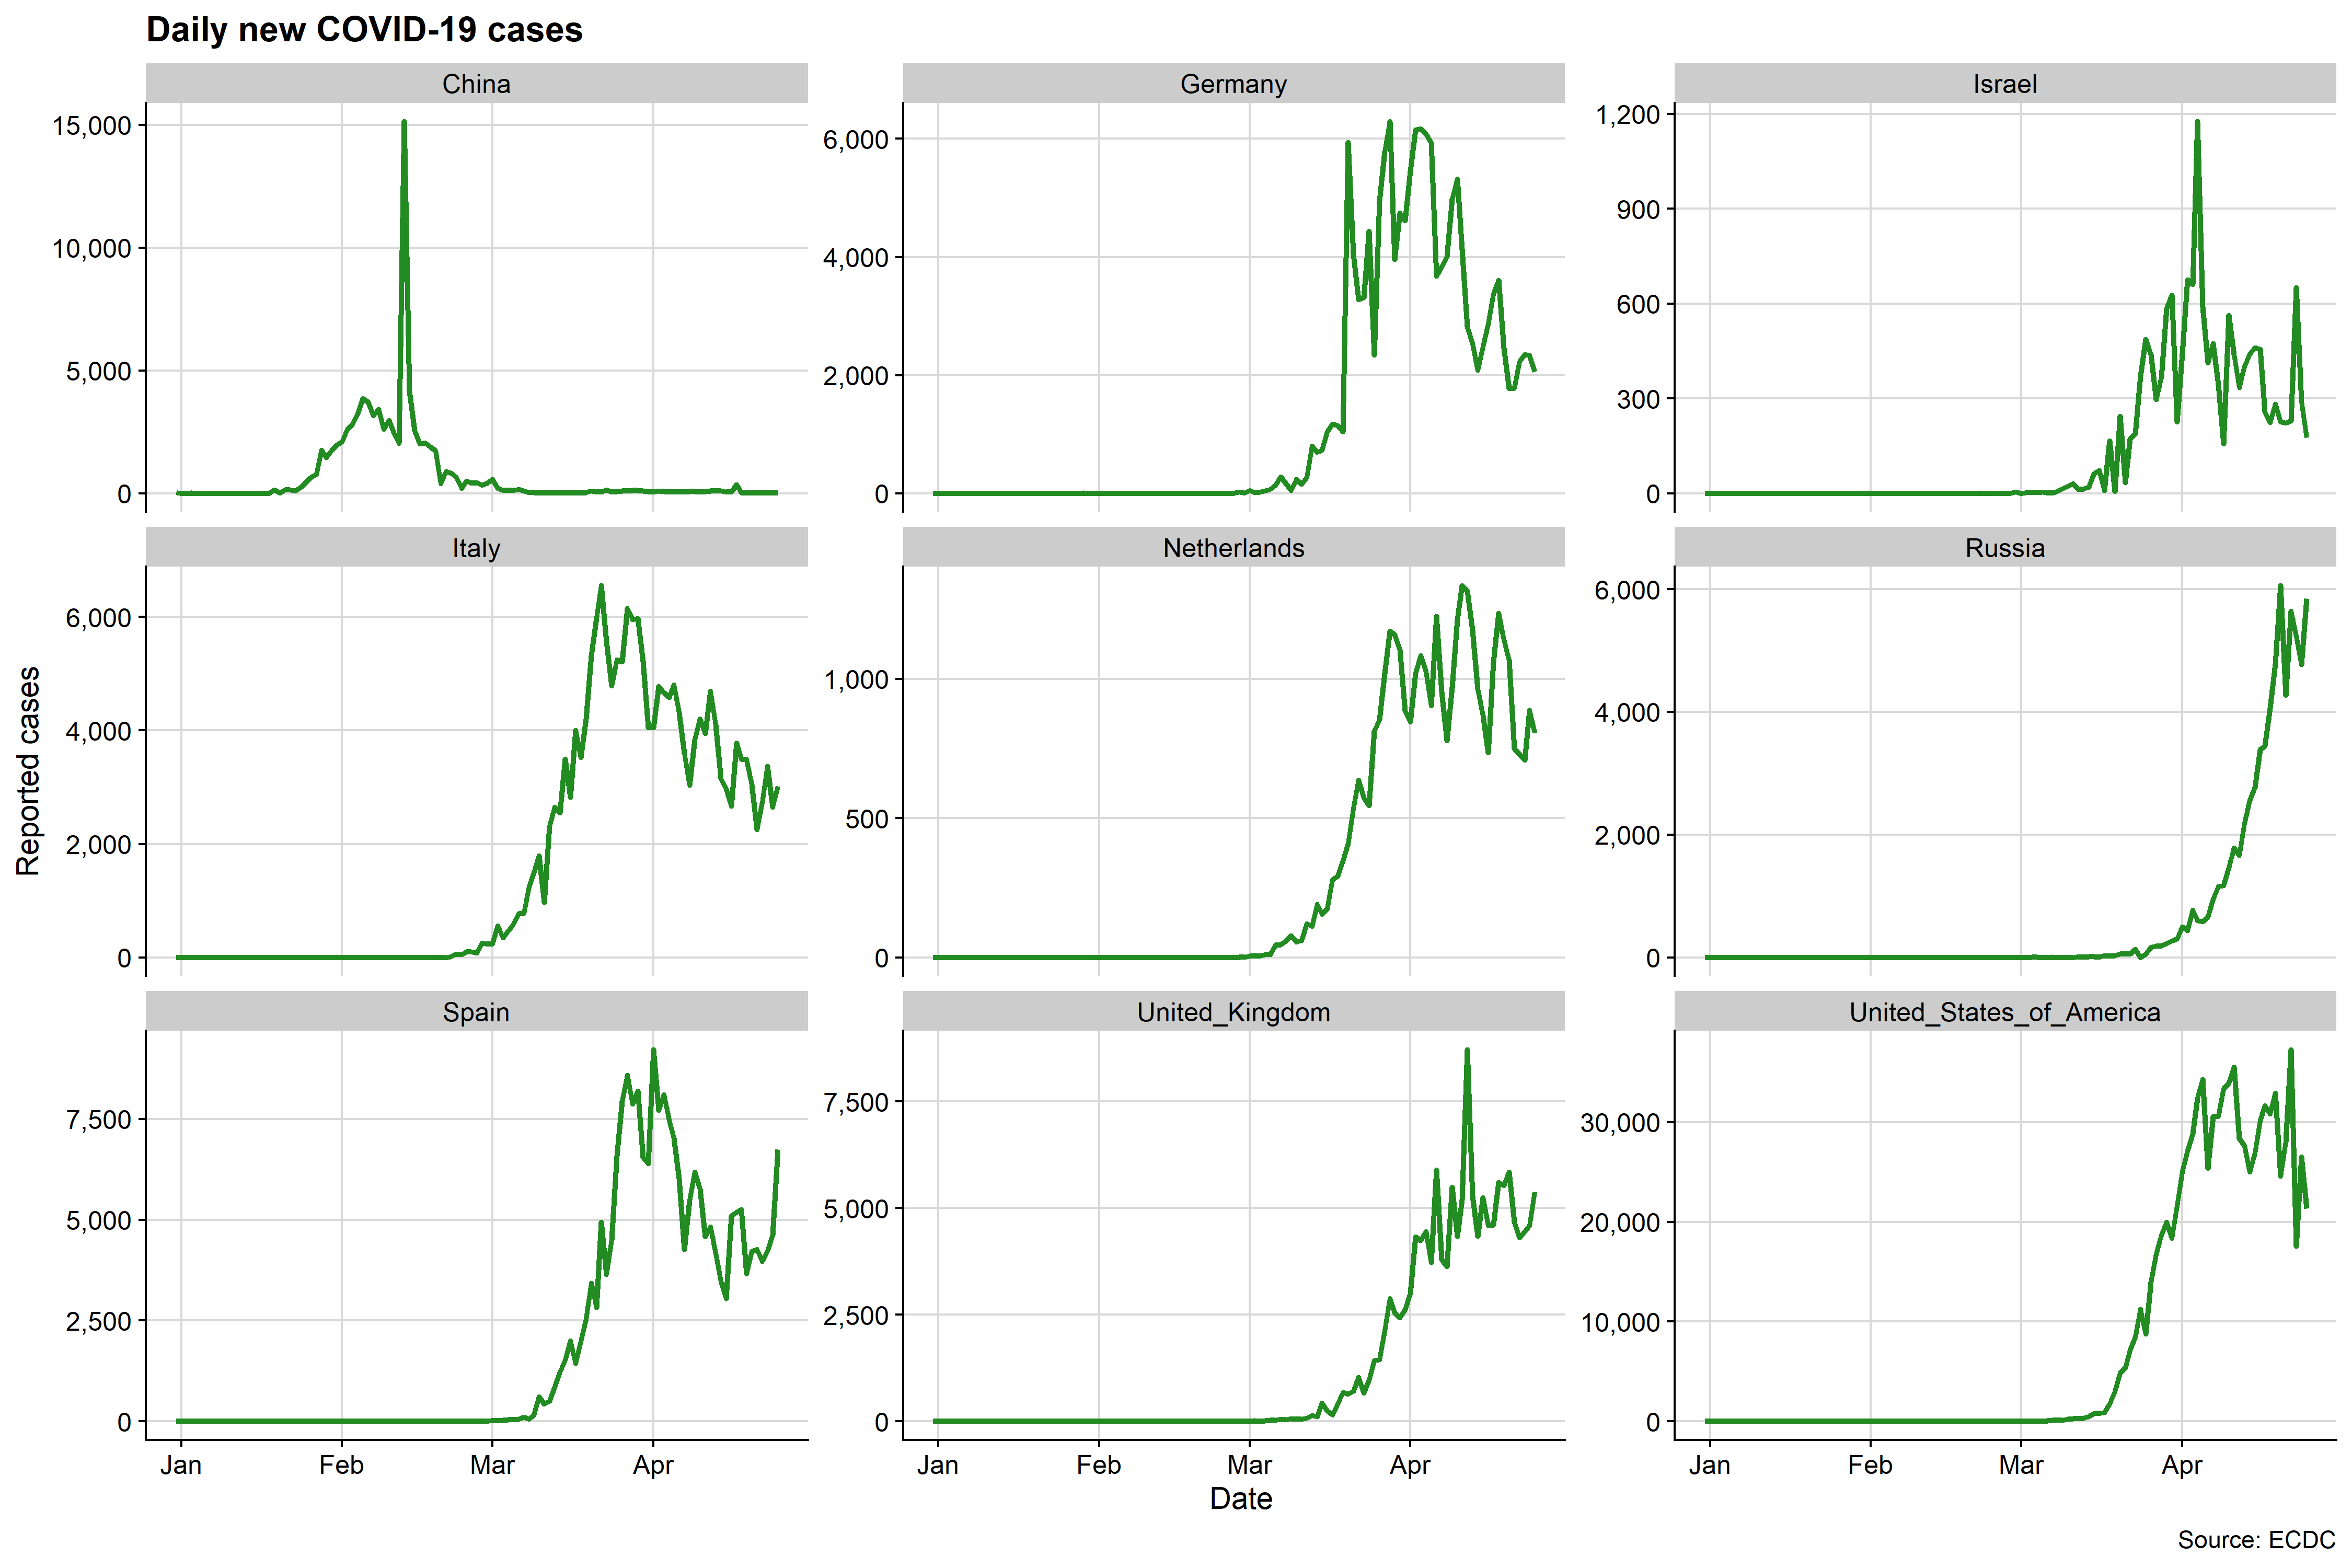 Daily new COVID-19 cases
China
Germany
Israel
15,000
10,000
5,000
0
6,000
4,000
2,000
0
1,200
900
600
300
0
Italy
Netherlands
Russia
6,000
4,000
2,000
0
1,000
500
0
6,000
4,000
2,000
0
Spain
United_Kingdom
United_States_of_America
7,500
5,000
2,500
0
7,500
5,000
2,500
0
30,000
20,000
10,000
0
Jan Feb Mar Apr
Jan Feb Mar Apr
Jan Feb Mar Apr
Reported cases
Date
Source: ECDC